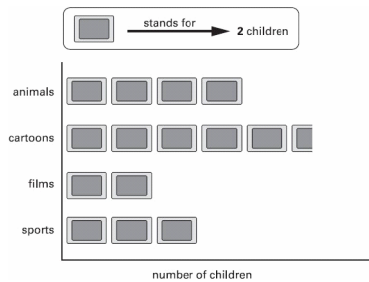 stands for
2 children
animals
cartoons
films
sports
number of children